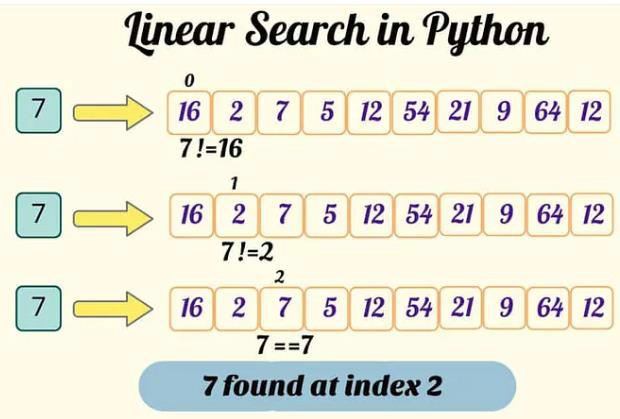 Linear Search in Python
0
7 16 2 7 5 12 54 21 9 64 12
7!=16
1
7 16 2 7 5 12 54 21 9 64 12
7!=2
2
7 16 2 7 5 12 54 21 9 64 12
7==7
7 found at index 2